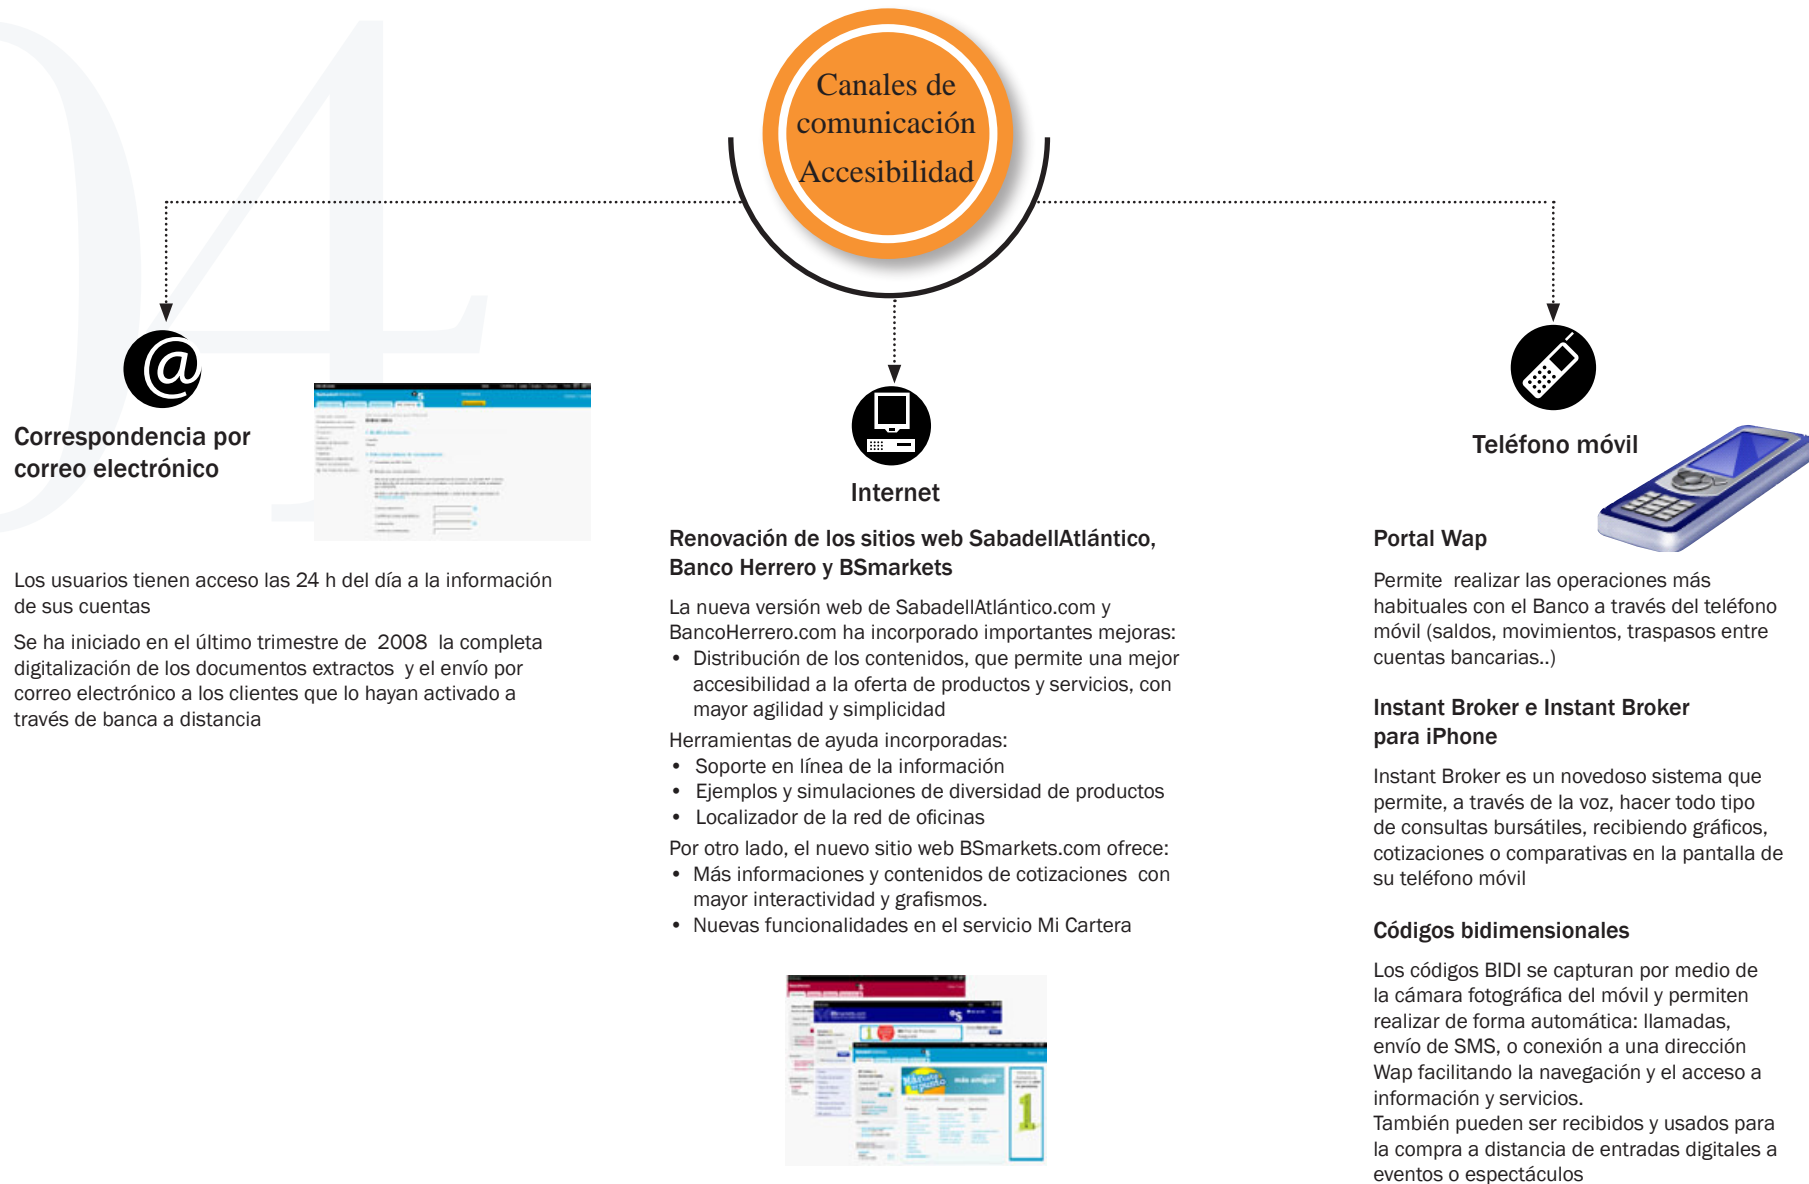 04
Canales de
comunicación
Accesibilidad
@
Correspondencia por
correo electrónico
Los usuarios tienen acceso las 24 h del día a la información
de sus cuentas
Se ha iniciado en el último trimestre de 2008 la completa
digitalización de los documentos extractos y el envío por
correo electrónico a los clientes que lo hayan activado a
través de banca a distancia
Internet
Renovación de los sitios web SabadellAtlántico,
Banco Herrero y BSmarkets
La nueva versión web de SabadellAtlántico.com y
BancoHerrero.com ha incorporado importantes mejoras:
• Distribución de los contenidos, que permite una mejor
accesibilidad a la oferta de productos y servicios, con
mayor agilidad y simplicidad
Herramientas de ayuda incorporadas:
• Soporte en línea de la información
• Ejemplos y simulaciones de diversidad de productos
• Localizador de la red de oficinas
Por otro lado, el nuevo sitio web BSmarkets.com ofrece:
• Más informaciones y contenidos de cotizaciones con
mayor interactividad y grafismos.
• Nuevas funcionalidades en el servicio Mi Cartera
más amigos
1
Teléfono móvil
Portal Wap
Permite realizar las operaciones más
habituales con el Banco a través del teléfono
móvil (saldos, movimientos, traspasos entre
cuentas bancarias..)
Instant Broker e Instant Broker
para iPhone
Instant Broker es un novedoso sistema que
permite, a través de la voz, hacer todo tipo
de consultas bursátiles, recibiendo gráficos,
cotizaciones o comparativas en la pantalla de
su teléfono móvil
Códigos bidimensionales
Los códigos BIDI se capturan por medio de
la cámara fotográfica del móvil y permiten
realizar de forma automática: llamadas,
envío de SMS, o conexión a una dirección
Wap facilitando la navegación y el acceso a
información y servicios.
También pueden ser recibidos y usados para
la compra a distancia de entradas digitales a
eventos o espectáculos